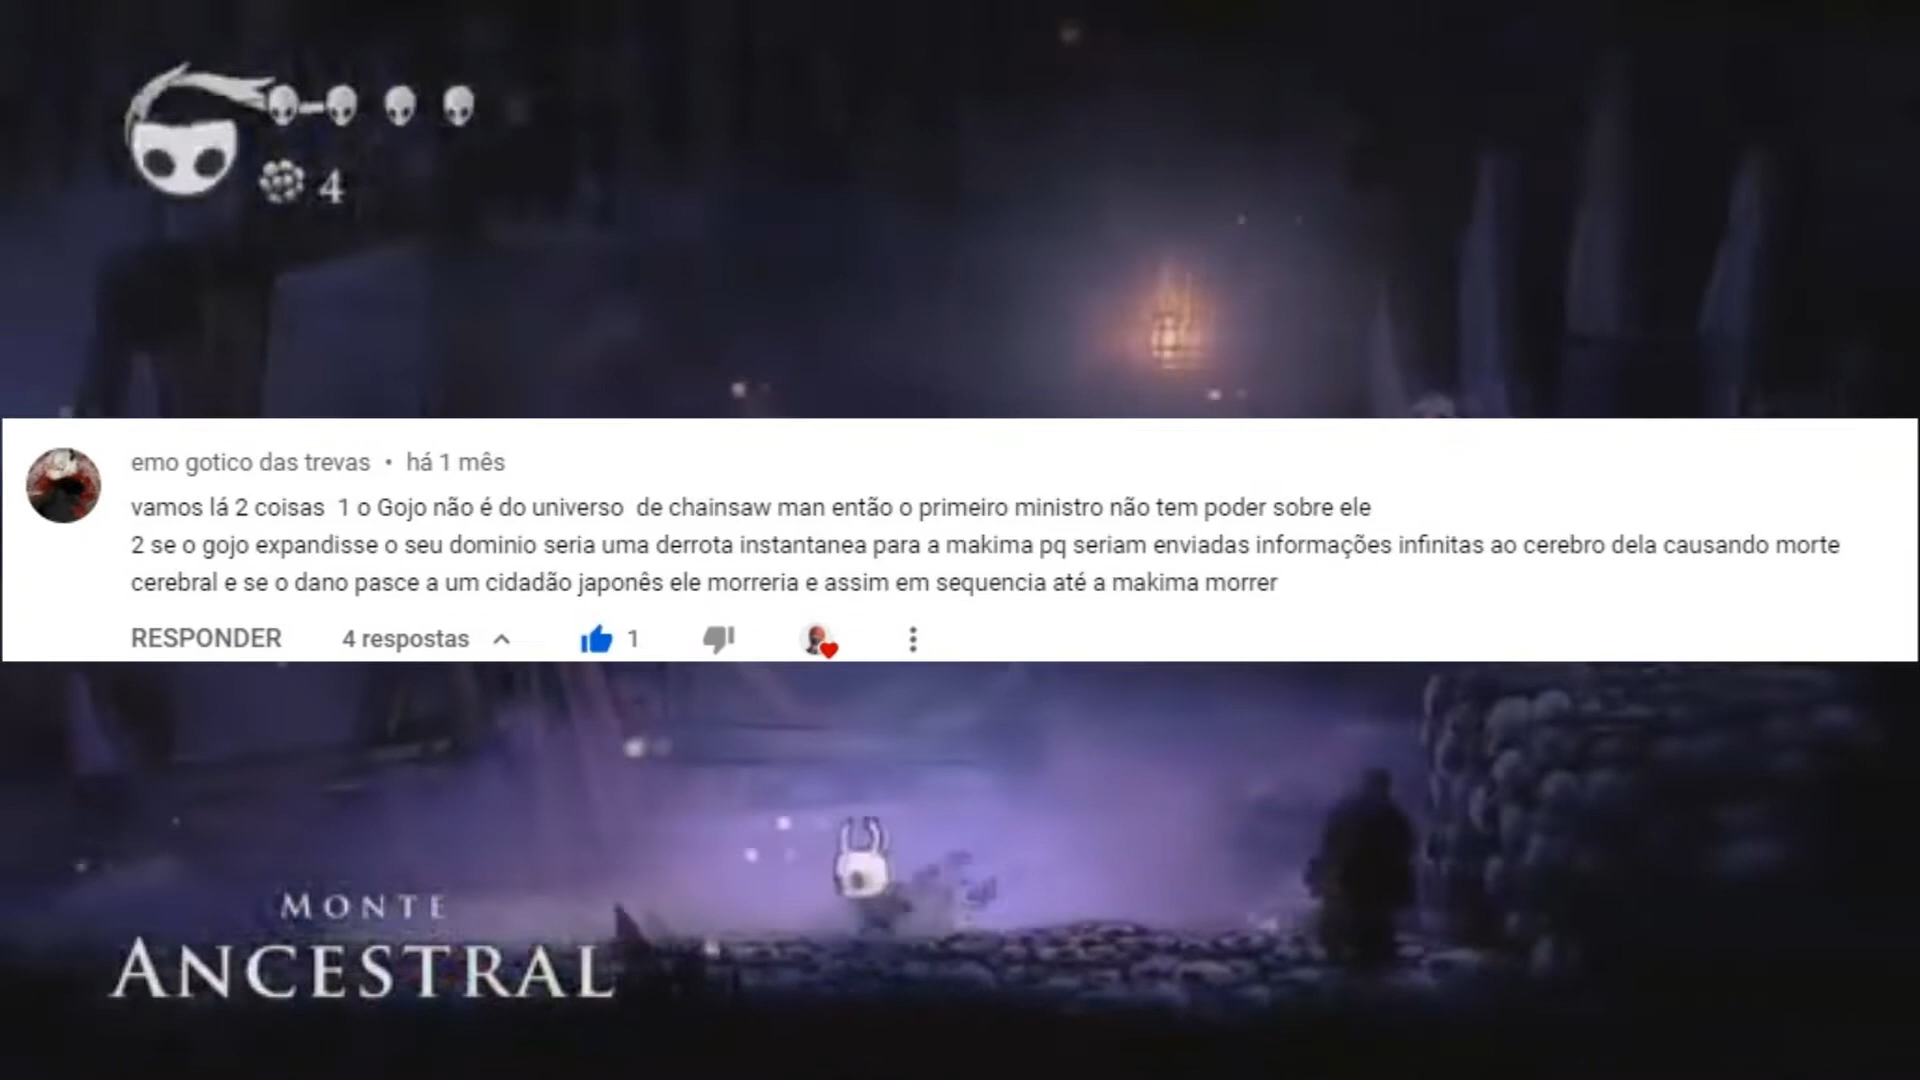 4
emo gotico das trevas • há 1 mês
vamos lá 2 coisas 1 o Gojo não é do universo de chainsaw man então o primeiro ministro não tem poder sobre ele
2 se o gojo expandisse o seu dominio seria uma derrota instantanea para a makima pq seriam enviadas informações infinitas ao cerebro dela causando morte
cerebral e se o dano pasce a um cidadão japonês ele morreria e assim em sequencia até a makima morrer
RESPONDER 4 respostas 1
MONTE
ANCESTRAL